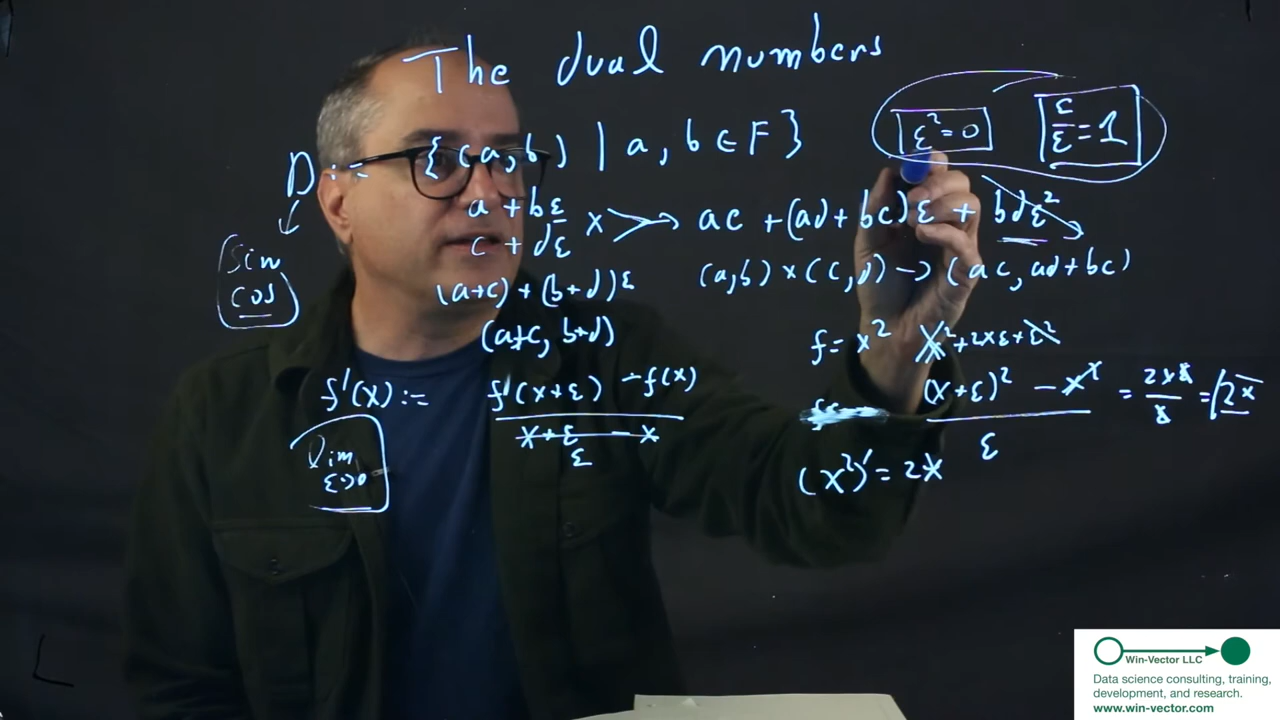 The dual numbers
D := {(a,b) | a, b ∈ F}
ε²=0
ε/ε=1
a + bε
c + dε
x → ac + (ad+bc)ε + bdε²
sin
cos
(a+c) + (b+d)ε
(a,b) × (c,d) → (ac, ad+bc)
(a+c, b+d)
f = x²
x²+2xε+ε²
f'(x) :=
f'(x+ε) - f(x)
x+ε - x
ε
(x+ε)² - x²
ε
= 2xε/ε = 2x
lim
ε→0
(x²)' = 2x
Win-Vector LLC
Data science consulting, training,
development, and research.
www.win-vector.com